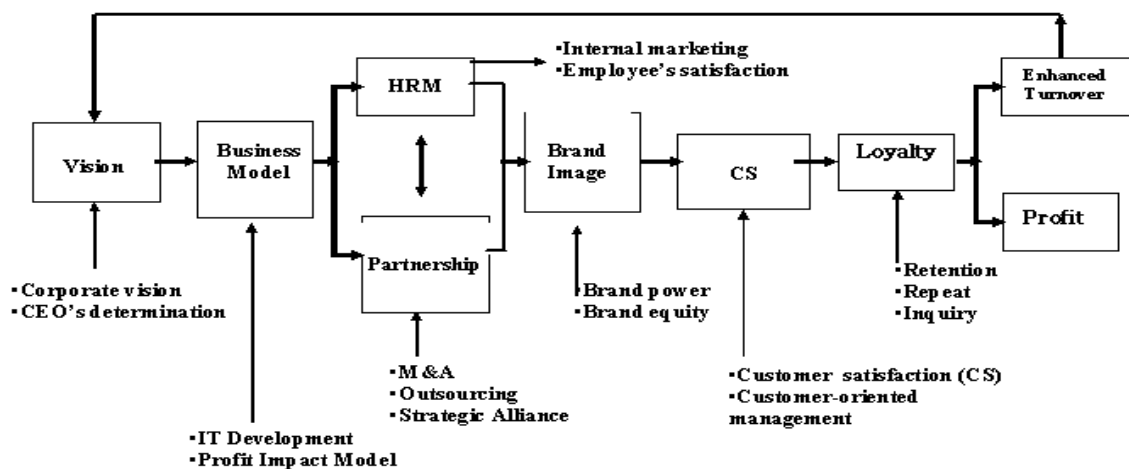 ▪Internal marketing
▪Employee's satisfaction
Enhanced
Turnover
HRM
Vision
Business
Model
Brand
Image
CS
Loyalty
Profit
Partnership
▪Corporate vision
▪CEO's determination
▪Brand power
▪Brand equity
▪Retention
▪Repeat
▪Inquiry
▪M&A
▪Outsourcing
▪Strategic Alliance
▪Customer satisfaction (CS)
▪Customer-oriented
management
▪IT Development
▪Profit Impact Model